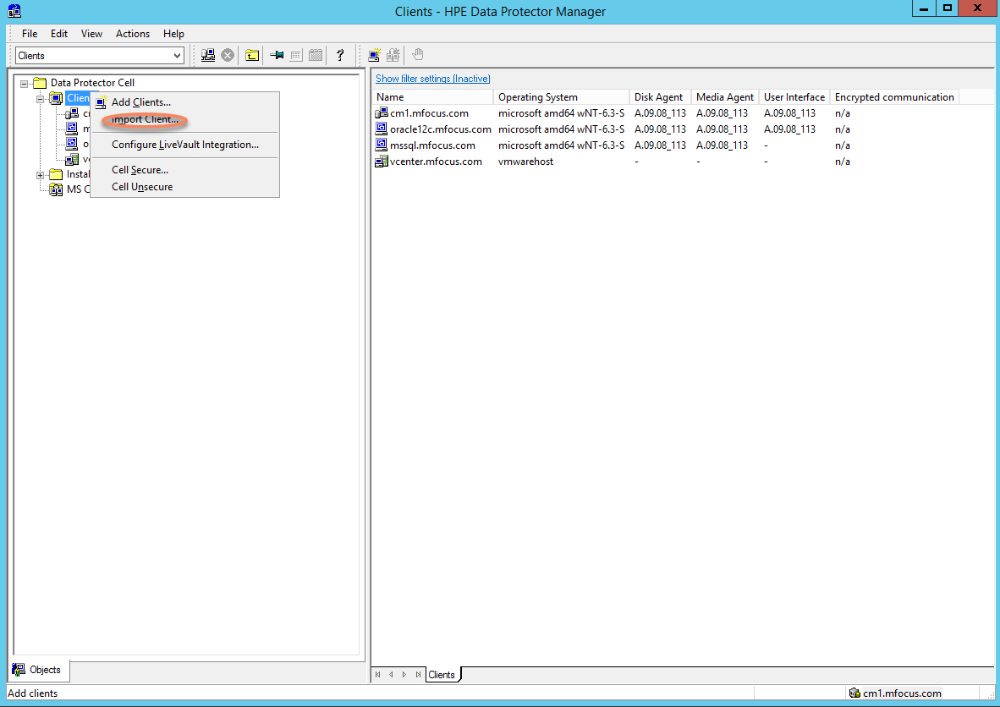 Clients - HPE Data Protector Manager
File Edit View Actions Help
Clients
?
Data Protector Cell
Clien
Add Clients...
Import Client...
Configure LiveVault Integration...
Cell Secure...
Cell Unsecure
c
m
o
v
Instal
MS C
Show filter settings (Inactive)
Name Operating System Disk Agent Media Agent User Interface Encrypted communication
cm1.mfocus.com microsoft amd64 wNT-6.3-S A.09.08_113 A.09.08_113 A.09.08_113 n/a
oracle12c.mfocus.com microsoft amd64 wNT-6.3-S A.09.08_113 A.09.08_113 A.09.08_113 n/a
mssql.mfocus.com microsoft amd64 wNT-6.3-S A.09.08_113 A.09.08_113 - n/a
vcenter.mfocus.com vmwarehost - - - n/a
Objects
Clients
Add clients
cm1.mfocus.com